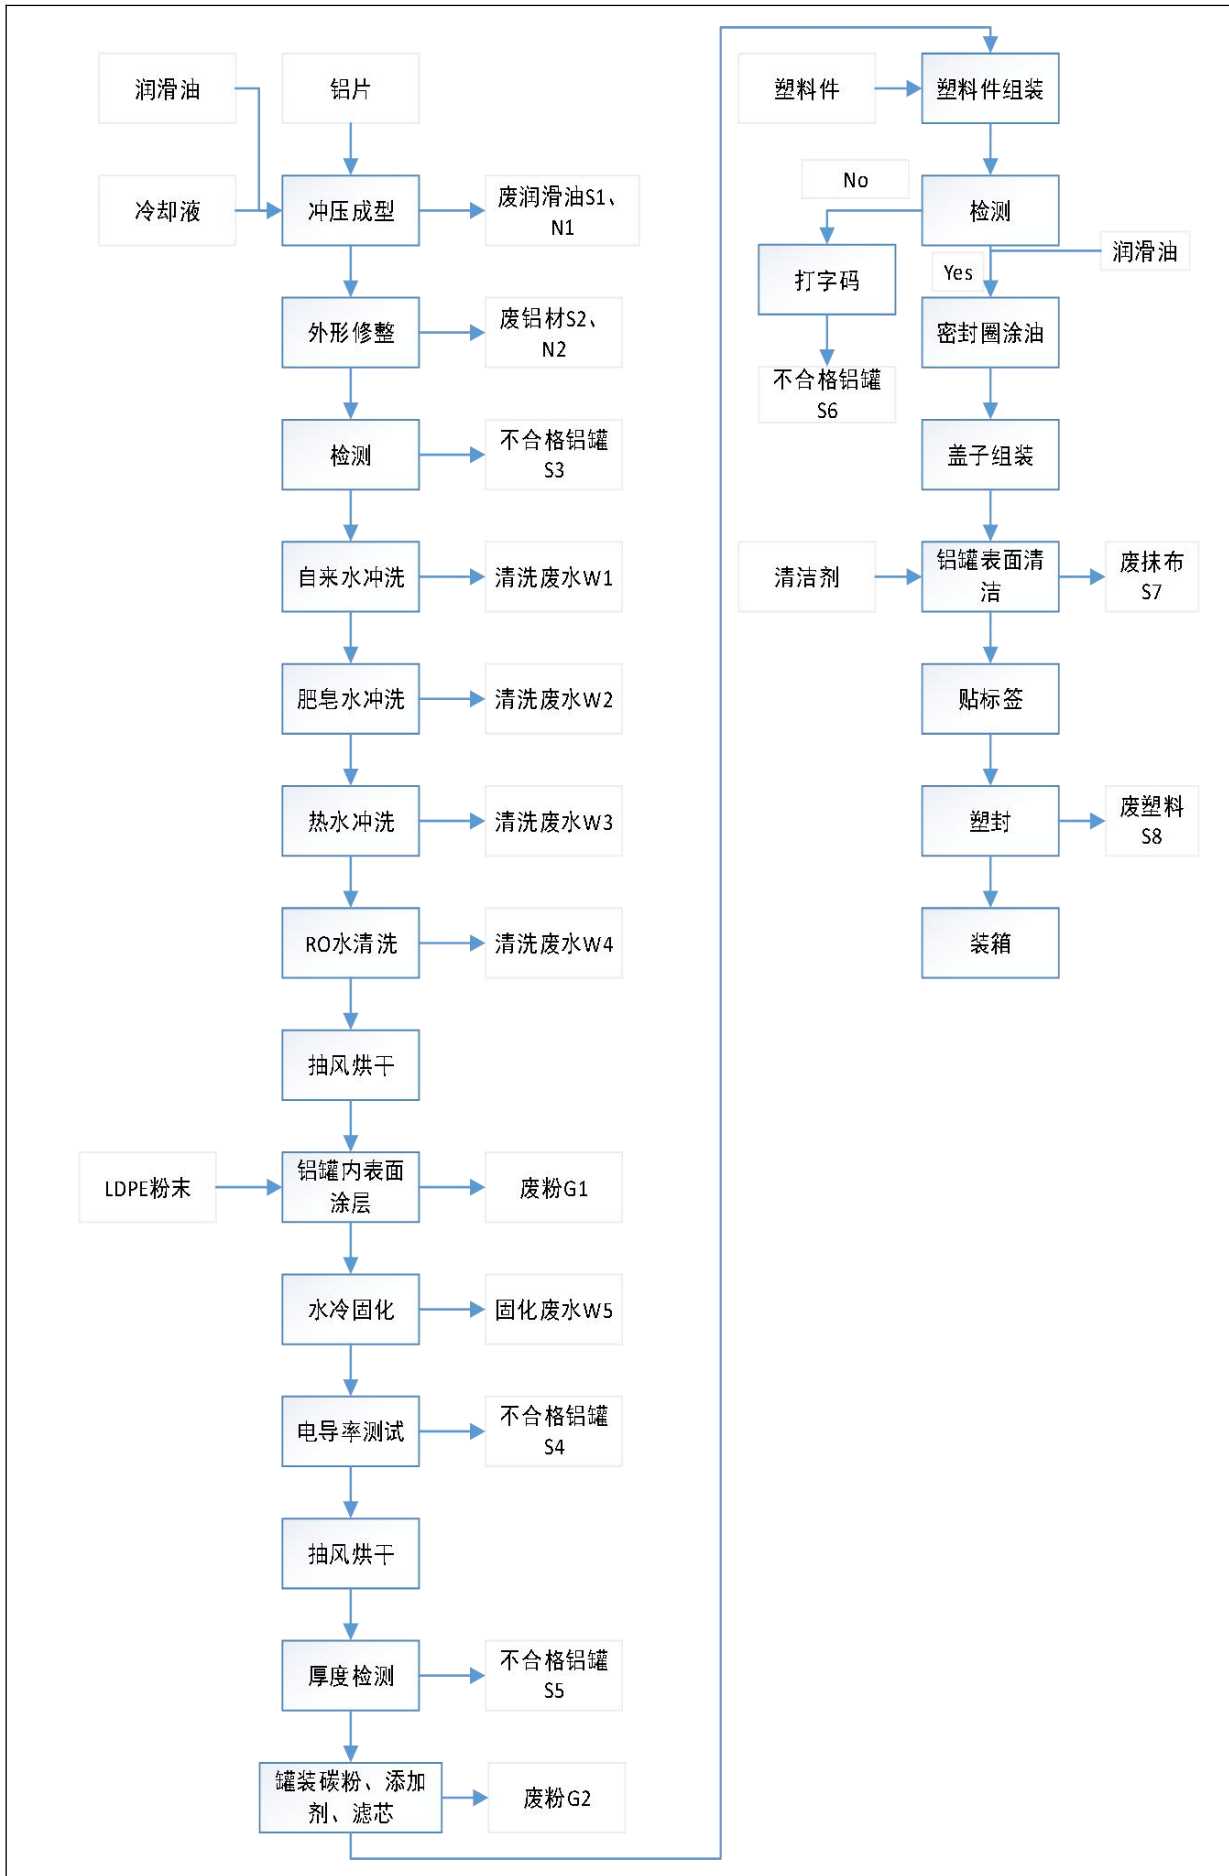 润滑油
铝片
冷却液
冲压成型
废润滑油S1、
N1
外形修整
废铝材S2、
N2
检测
不合格铝罐
S3
自来水冲洗
清洗废水W1
肥皂水冲洗
清洗废水W2
热水冲洗
清洗废水W3
RO水清洗
清洗废水W4
抽风烘干
LDPE粉末
铝罐内表面
涂层
废粉G1
水冷固化
固化废水W5
电导率测试
不合格铝罐
S4
抽风烘干
厚度检测
不合格铝罐
S5
罐装碳粉、添加
剂、滤芯
废粉G2
塑料件
塑料件组装
No
检测
润滑油
Yes
打字码
密封圈涂油
不合格铝罐
S6
盖子组装
清洁剂
铝罐表面清
洁
废抹布
S7
贴标签
塑封
废塑料
S8
装箱